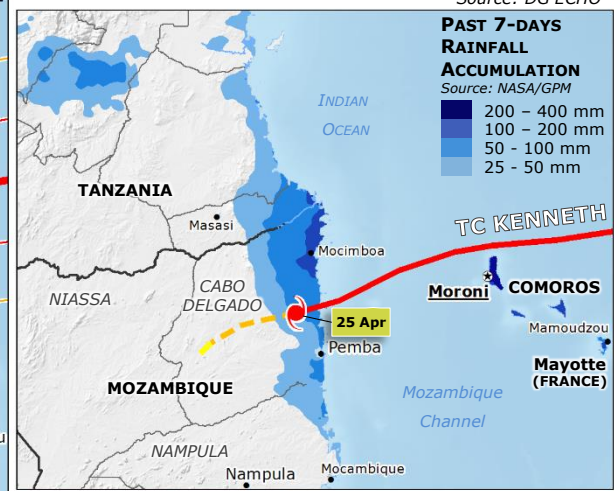 Source: DG ECHO
PAST 7-DAYS
RAINFALL
ACCUMULATION
Source: NASA/GPM
200 – 400 mm
100 – 200 mm
50 - 100 mm
25 - 50 mm
INDIAN
OCEAN
TANZANIA
Masasi
TC KENNETH
Mocimboa
NIASSA
CABO
DELGADO
Moroni
COMOROS
25 Apr
Mamoudzou
Pemba
Mayotte
(FRANCE)
MOZAMBIQUE
Mozambique
Channel
NAMPULA
Nampula
Mocambique